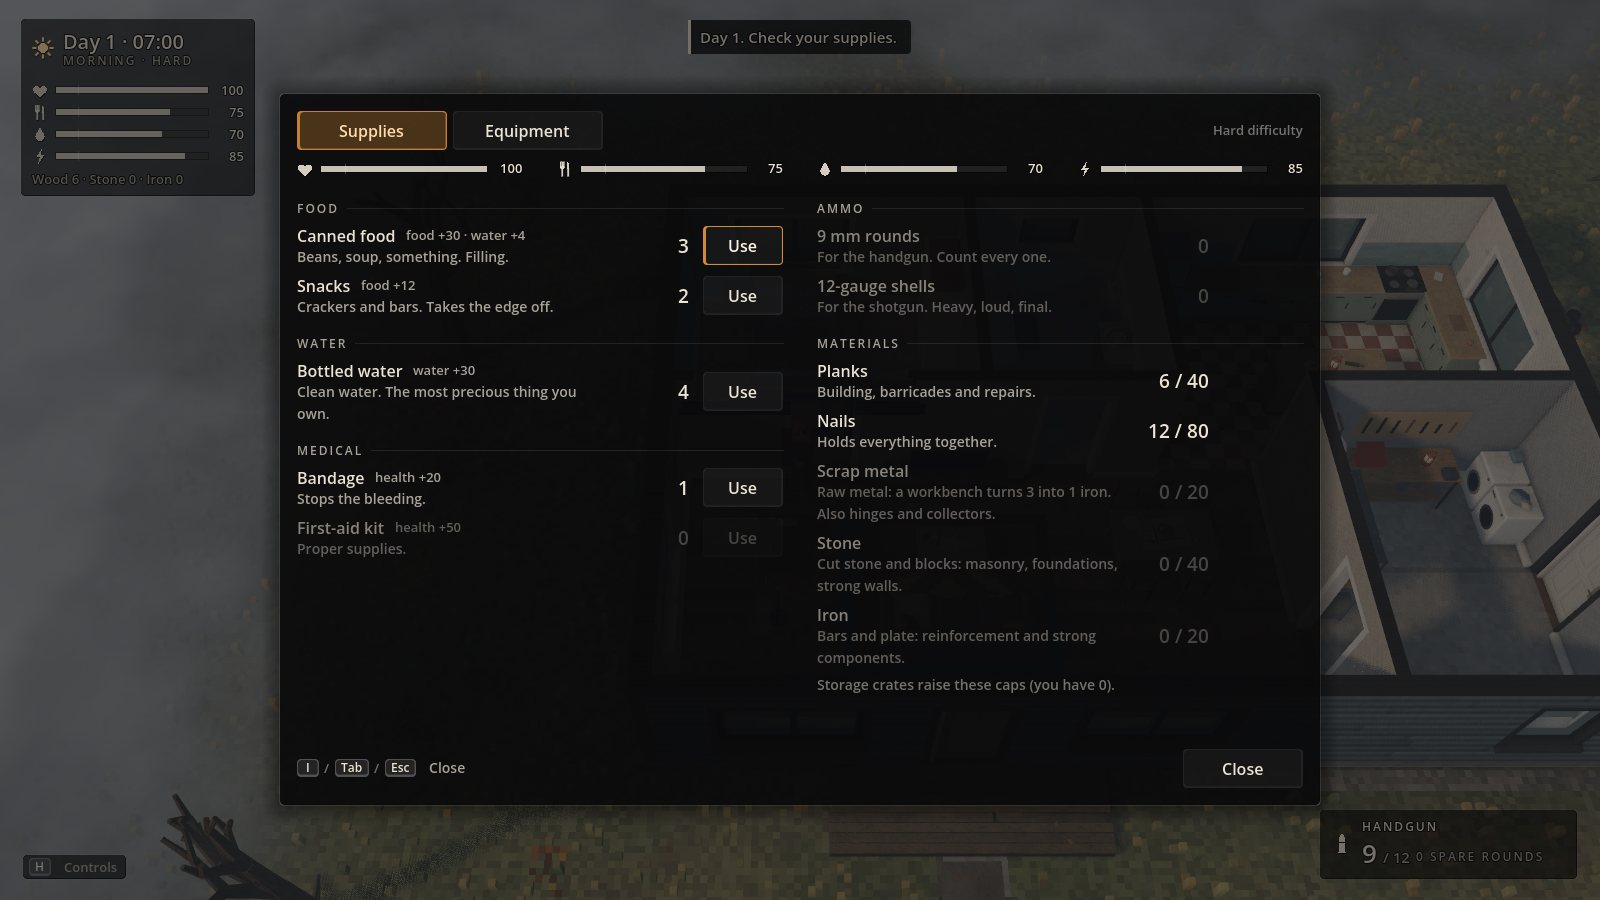 Day 1 · 07:00
MORNING · HARD
100
75
70
85
Wood 6 · Stone 0 · Iron 0
Day 1. Check your supplies.
Supplies
Equipment
Hard difficulty
100
75
70
85
FOOD
Canned food food +30 · water +4
Beans, soup, something. Filling.
3
Use
Snacks food +12
Crackers and bars. Takes the edge off.
2
Use
WATER
Bottled water water +30
Clean water. The most precious thing you
own.
4
Use
MEDICAL
Bandage health +20
Stops the bleeding.
1
Use
First-aid kit health +50
Proper supplies.
0
Use
AMMO
9 mm rounds
For the handgun. Count every one.
0
12-gauge shells
For the shotgun. Heavy, loud, final.
0
MATERIALS
Planks
Building, barricades and repairs.
6 / 40
Nails
Holds everything together.
12 / 80
Scrap metal
Raw metal: a workbench turns 3 into 1 iron.
Also hinges and collectors.
0 / 20
Stone
Cut stone and blocks: masonry, foundations,
strong walls.
0 / 40
Iron
Bars and plate: reinforcement and strong
components.
0 / 20
Storage crates raise these caps (you have 0).
I / Tab / Esc Close
Close
H Controls
HANDGUN
9 / 12 0 SPARE ROUNDS